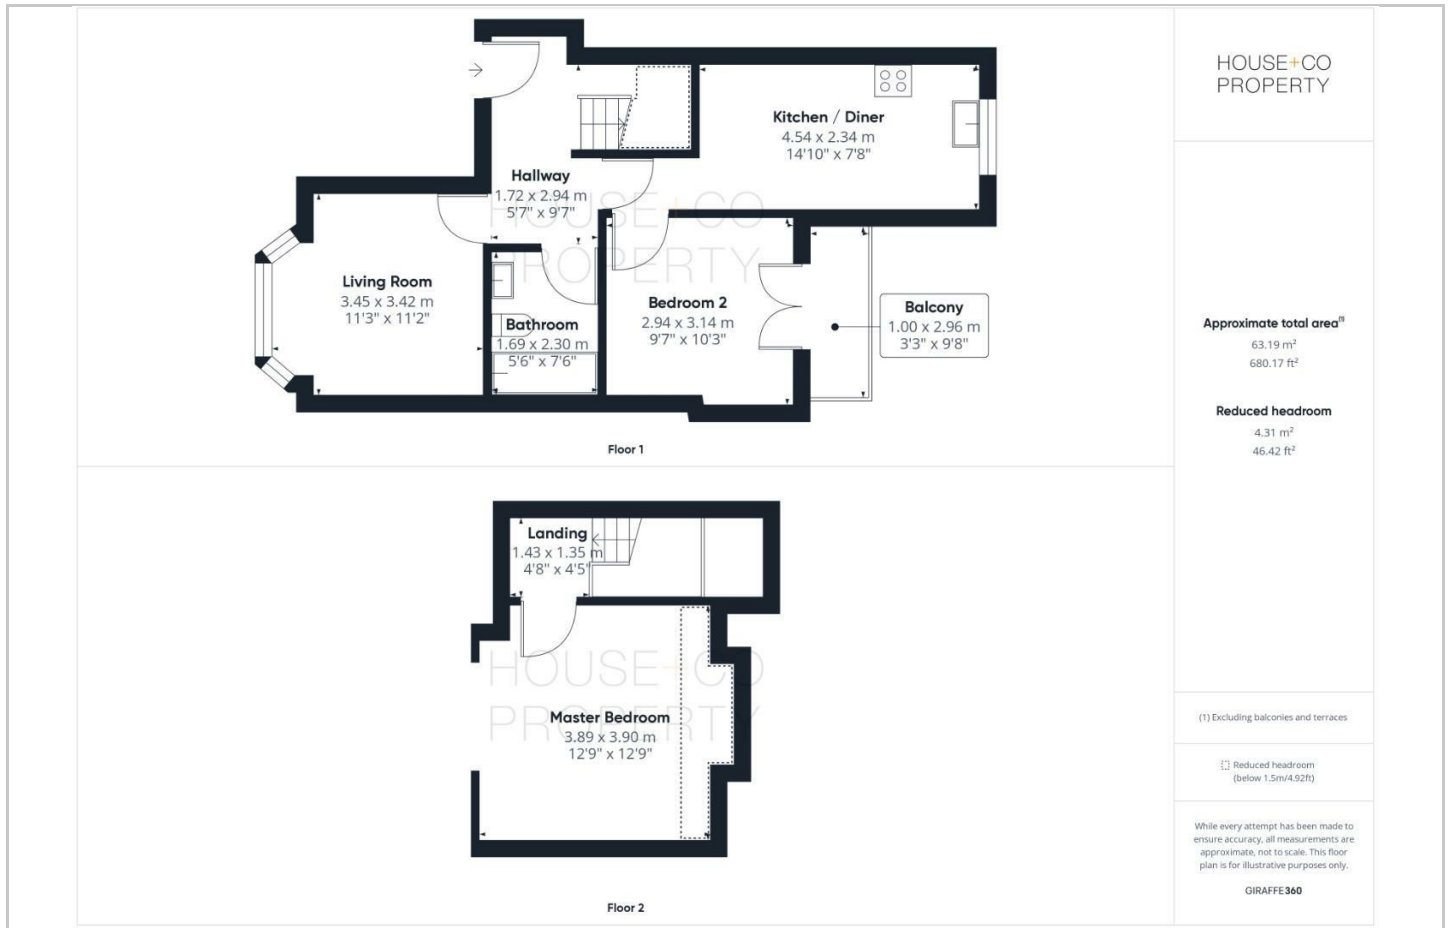 Kitchen / Diner
4.54 x 2.34 m
14'10" x 7'8"
Hallway
1.72 x 2.94 m
5'7" x 9'7"
Living Room
3.45 x 3.42 m
11'3" x 11'2"
Bathroom
1.69 x 2.30 m
5'6" x 7'6"
Bedroom 2
2.94 x 3.14 m
9'7" x 10'3"
Balcony
1.00 x 2.96 m
3'3" x 9'8"
HOUSE+CO
PROPERTY
Floor 1
Landing
1.43 x 1.35 m
4'8" x 4'5"
Master Bedroom
3.89 x 3.90 m
12'9" x 12'9"
HOUSE+CO
PROPERTY
Floor 2
HOUSE+CO
PROPERTY
Approximate total area⁽¹⁾
63.19 m²
680.17 ft²
Reduced headroom
4.31 m²
46.42 ft²
(1) Excluding balconies and terraces
Reduced headroom
(below 1.5m/4.92ft)
While every attempt has been made to
ensure accuracy, all measurements are
approximate, not to scale. This floor
plan is for illustrative purposes only.
GIRAFFE360